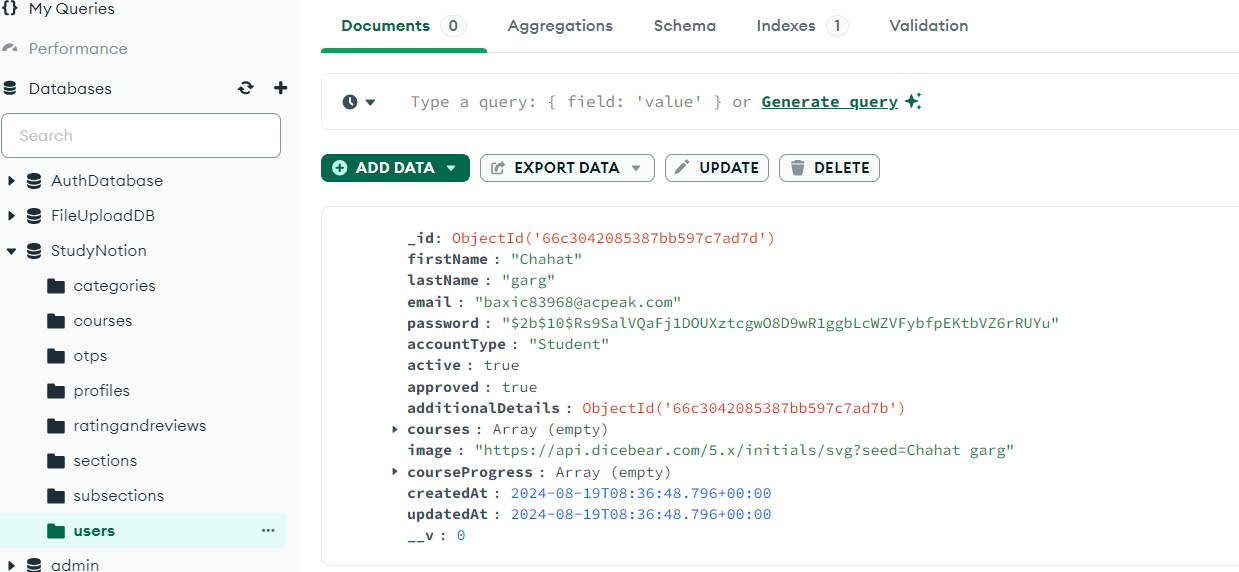 My Queries
Performance
Databases
Search
AuthDatabase
FileUploadDB
StudyNotion
categories
courses
otps
profiles
ratingandreviews
sections
subsections
users
admin
Documents 0 Aggregations Schema Indexes 1 Validation
Type a query: { field: 'value' } or Generate query
ADD DATA EXPORT DATA UPDATE DELETE
_id: ObjectId('66c3042085387bb597c7ad7d')
firstName : "Chahat"
lastName : "garg"
email : "baxic83968@acpeak.com"
password : "$2b$10$Rs9SalVQaFj1DOUXztcgwO8D9wR1ggbLcWZVFybfpEKtbVZ6rRUYu"
accountType : "Student"
active : true
approved : true
additionalDetails : ObjectId('66c3042085387bb597c7ad7b')
courses : Array (empty)
image : "https://api.dicebear.com/5.x/initials/svg?seed=Chahat garg"
courseProgress : Array (empty)
createdAt : 2024-08-19T08:36:48.796+00:00
updatedAt : 2024-08-19T08:36:48.796+00:00
__v : 0